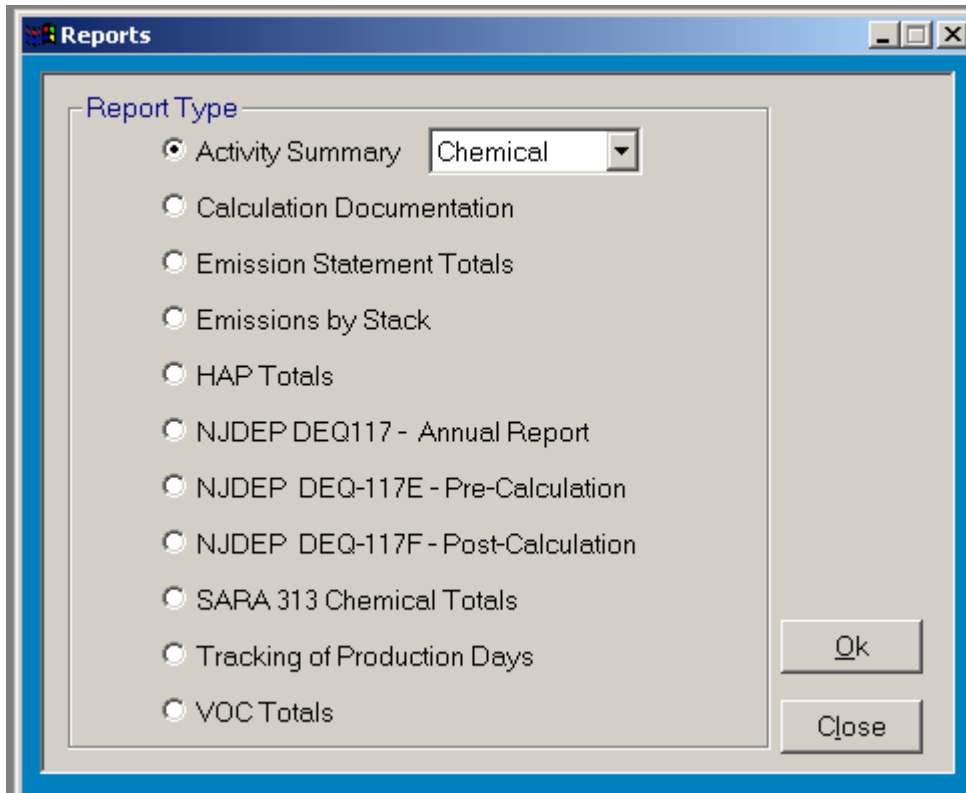 Reports
Report Type
Activity Summary Chemical
Calculation Documentation
Emission Statement Totals
Emissions by Stack
HAP Totals
NJDEP DEQ117 - Annual Report
NJDEP DEQ-117E - Pre-Calculation
NJDEP DEQ-117F - Post-Calculation
SARA 313 Chemical Totals
Tracking of Production Days
Ok
VOC Totals
Close